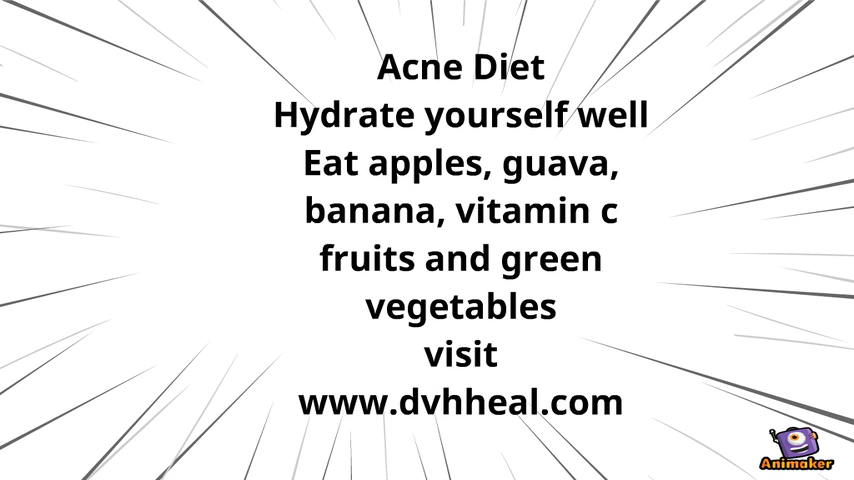 Acne Diet
Hydrate yourself well
Eat apples, guava,
banana, vitamin c
fruits and green
vegetables
visit
www.dvhheal.com
Animaker